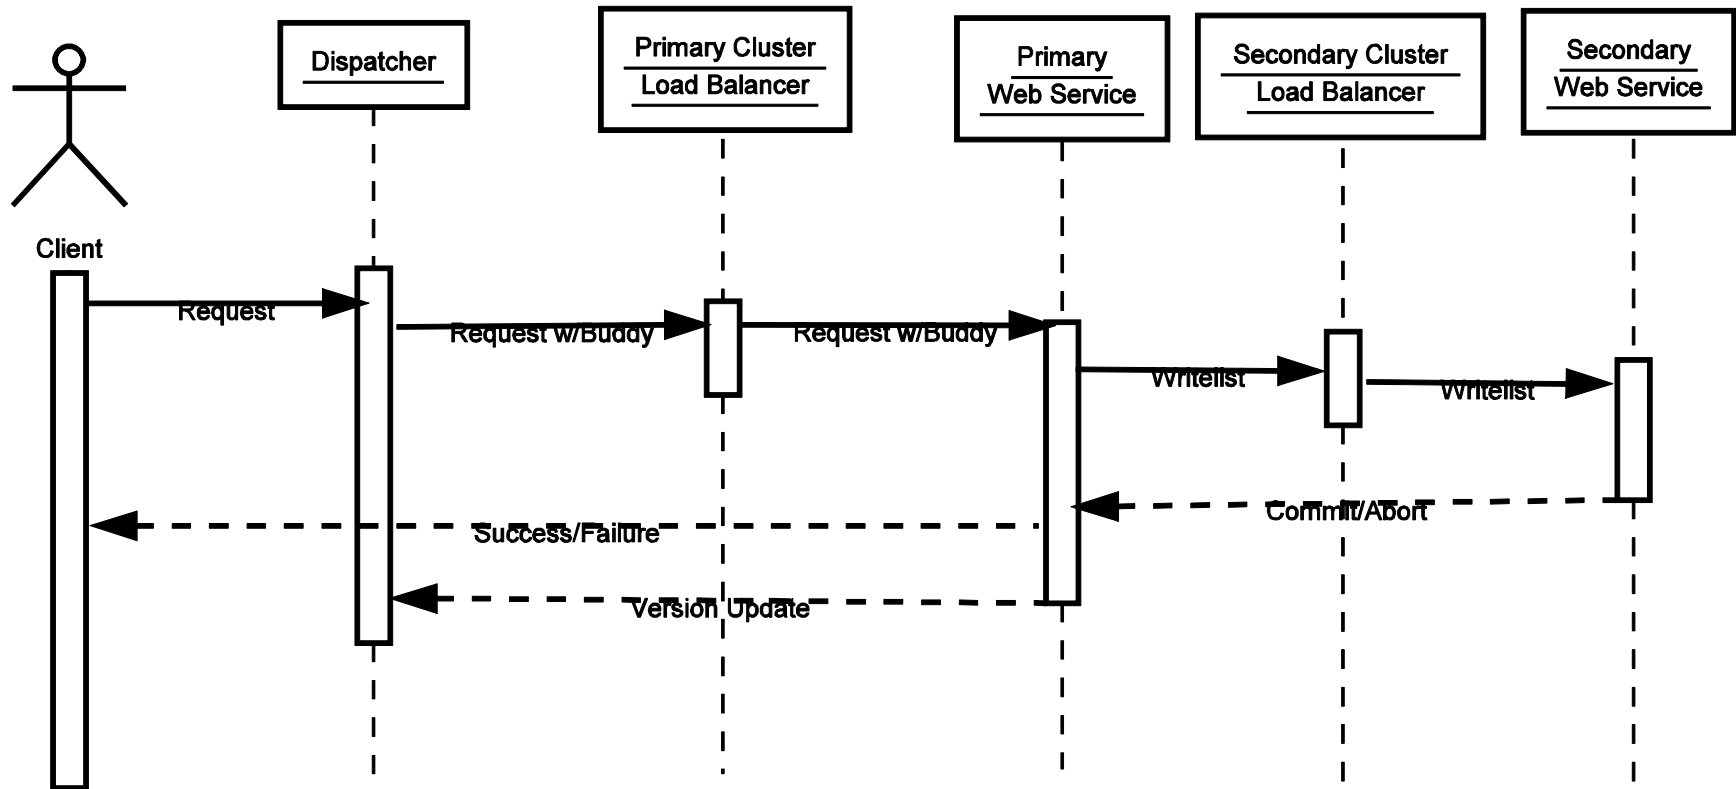 Dispatcher
Primary Cluster
Load Balancer
Primary
Web Service
Secondary Cluster
Load Balancer
Secondary
Web Service
Client
Request
Request w/Buddy
Request w/Buddy
Writelist
Writelist
Commit/Abort
Success/Failure
Version Update